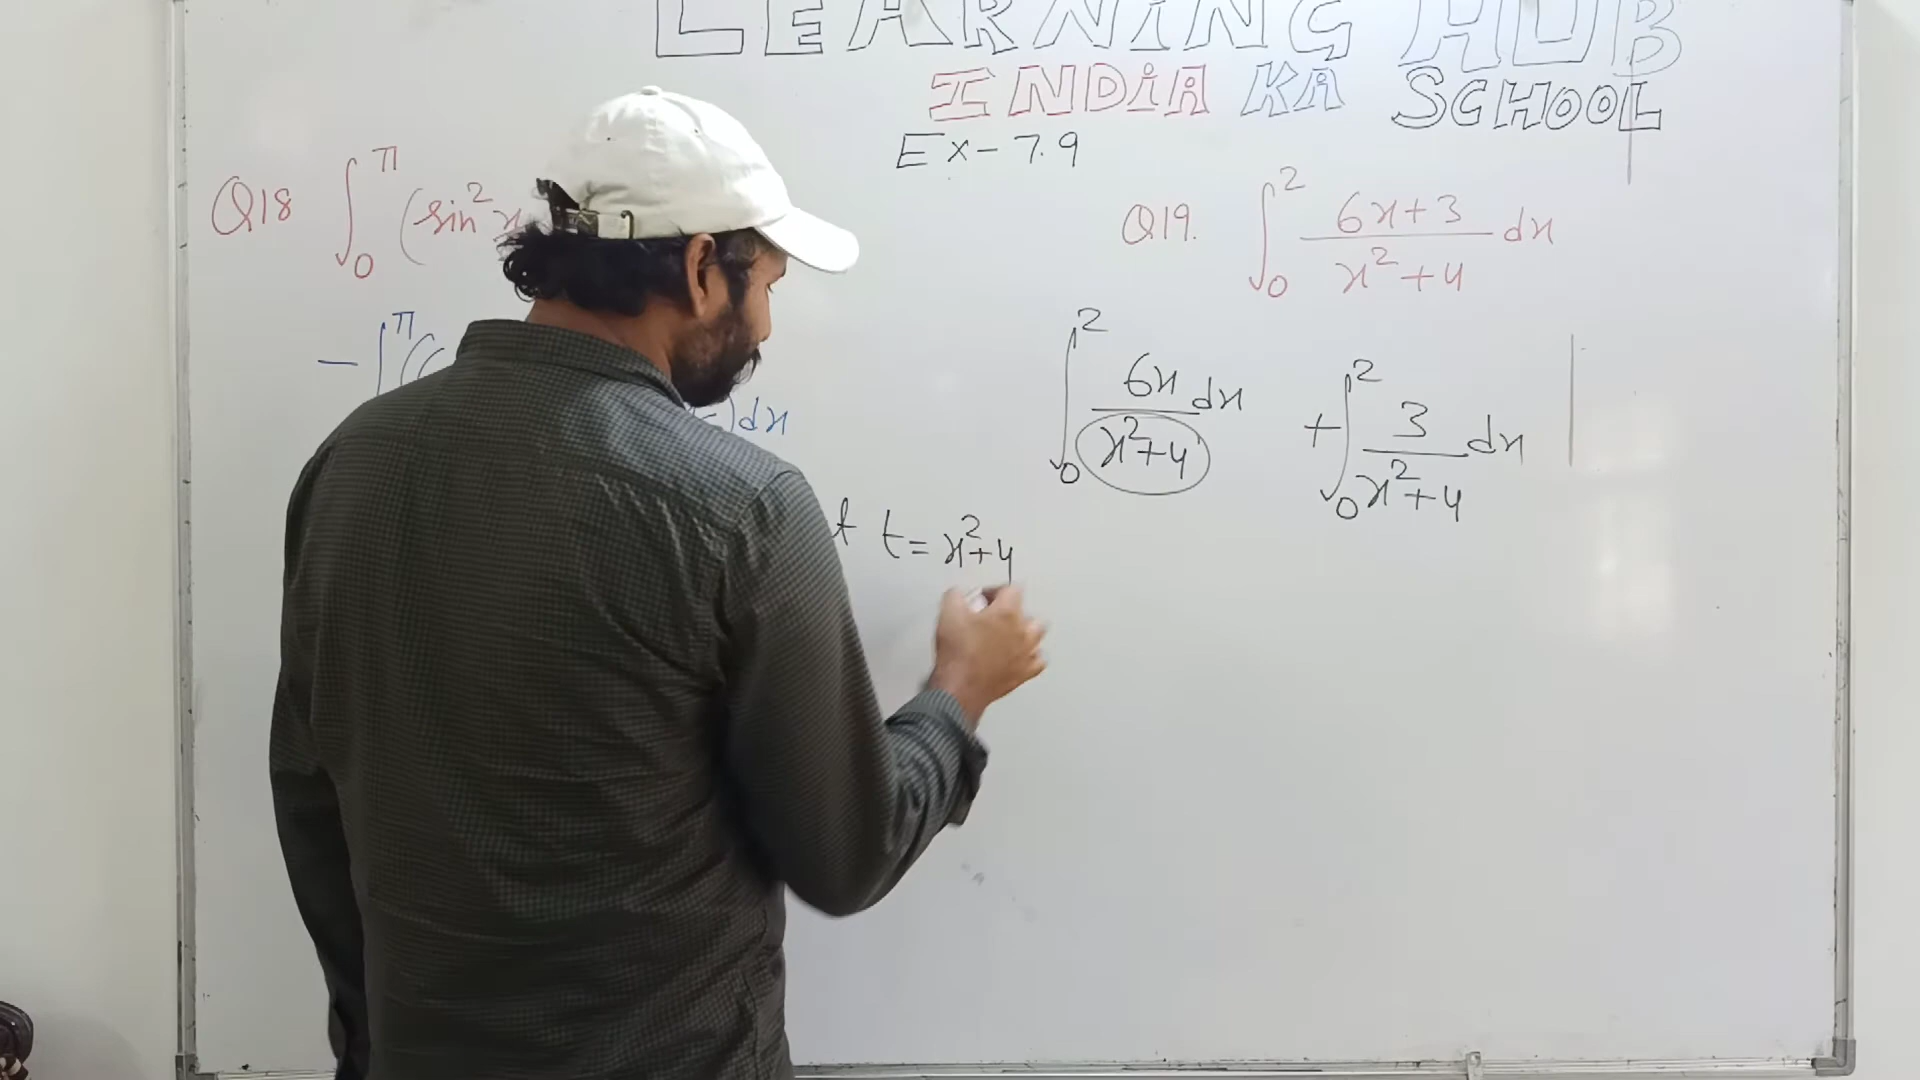 LEARNING HUB
INDIA KA SCHOOL
Ex-7.9
Q18 ∫₀^π (sin² x
- ∫^π ((
)dx
Q19. ∫₀² (6x+3)/(x²+4) dx
∫₀² 6x/(x²+4) dx + ∫₀² 3/(x²+4) dx
t = x²+4